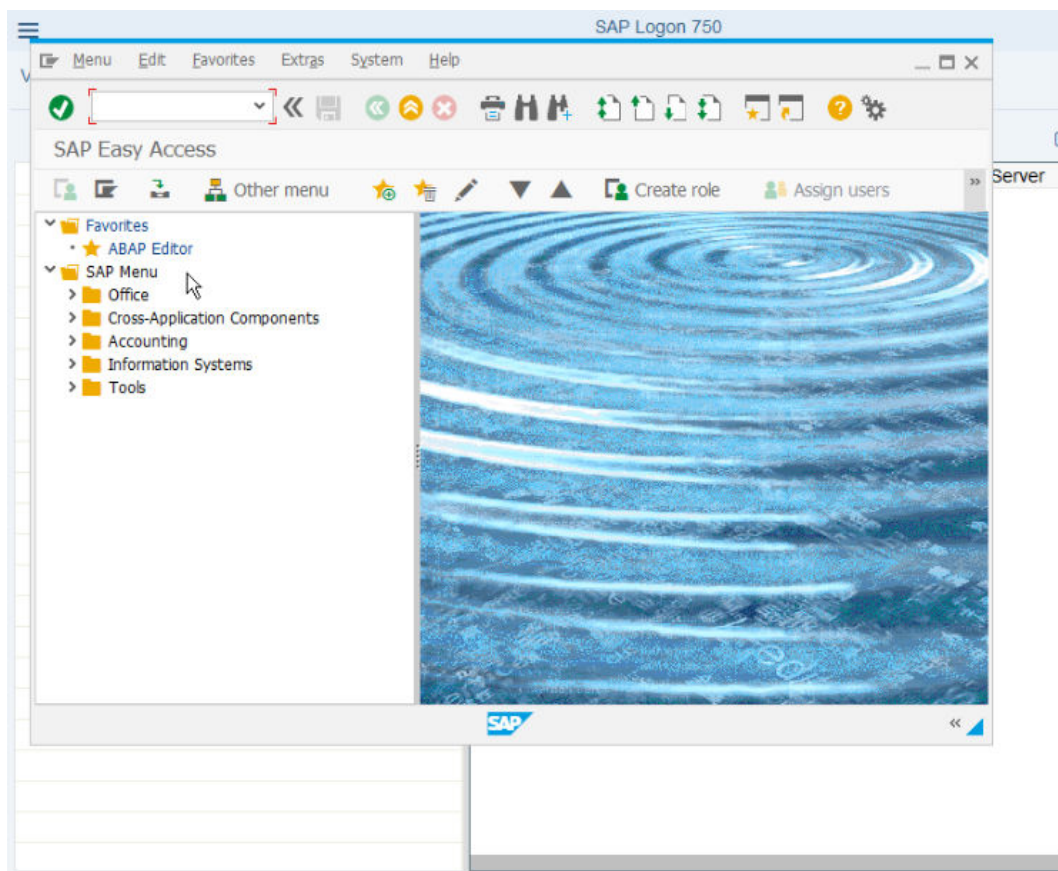 SAP Logon 750
Menu Edit Favorites Extras System Help
SAP Easy Access
Other menu Create role Assign users
Server
Favorites
ABAP Editor
SAP Menu
Office
Cross-Application Components
Accounting
Information Systems
Tools
SAP